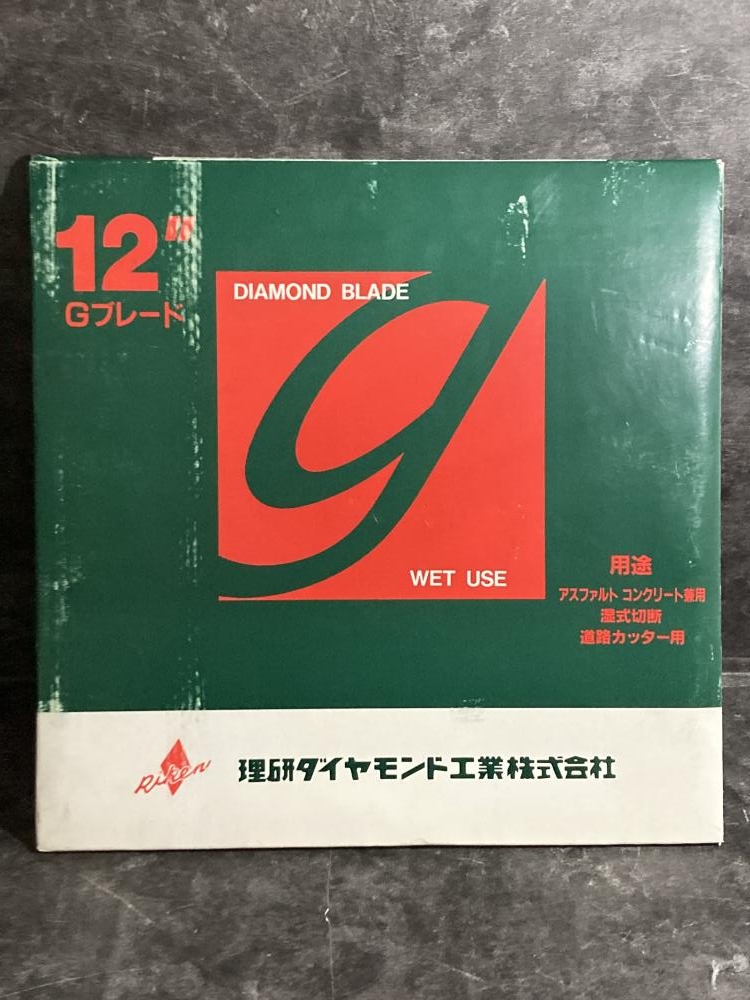 12"
Gブレード
DIAMOND BLADE
g
WET USE
用途
アスファルト コンクリート兼用
湿式切断
道路カッター用
Riken
理研ダイヤモンド工業株式会社